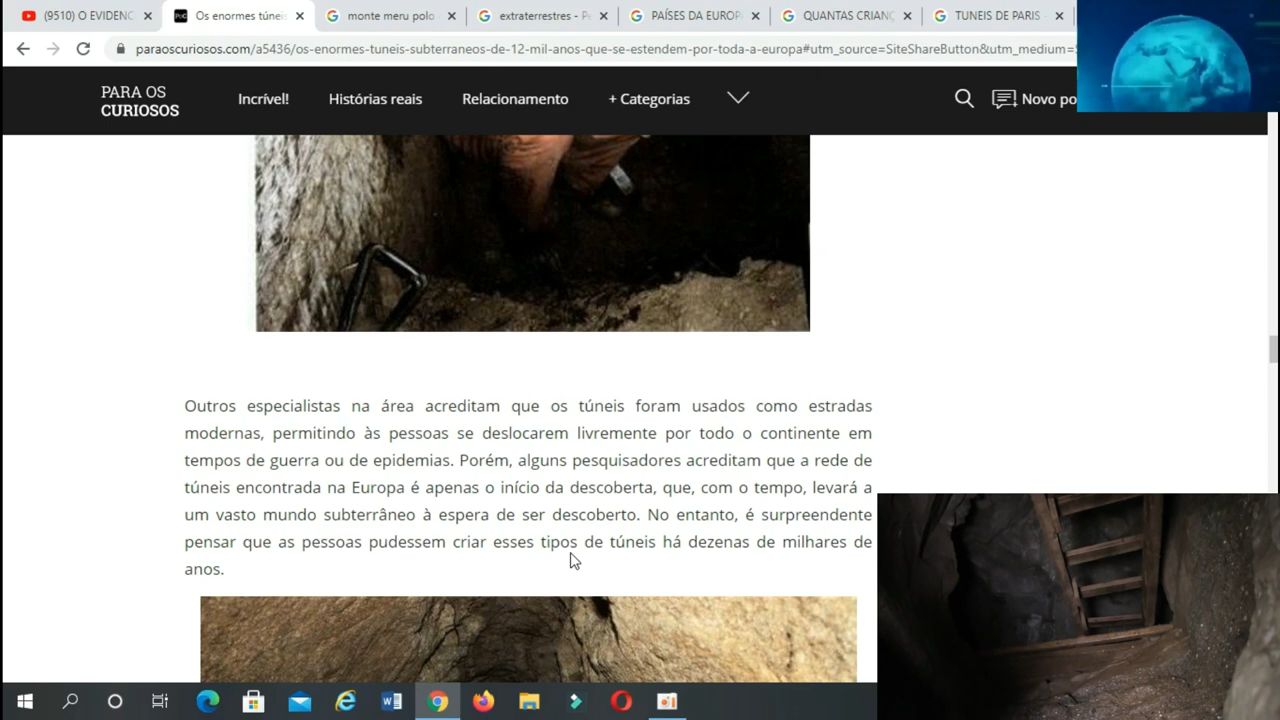 (9510) O EVIDENC
Os enormes túnei
monte meru polo
extraterrestres - Pe
PAÍSES DA EUROP
QUANTAS CRIANÇ
TUNEIS DE PARIS -
paraoscuriosos.com/a5436/os-enormes-tuneis-subterraneos-de-12-mil-anos-que-se-estendem-por-toda-a-europa#utm_source=SiteShareButton&utm_medium=
PARA OS
CURIOSOS
Incrível!
Histórias reais
Relacionamento
+ Categorias
Novo po
Outros especialistas na área acreditam que os túneis foram usados como estradas
modernas, permitindo às pessoas se deslocarem livremente por todo o continente em
tempos de guerra ou de epidemias. Porém, alguns pesquisadores acreditam que a rede de
túneis encontrada na Europa é apenas o início da descoberta, que, com o tempo, levará a
um vasto mundo subterrâneo à espera de ser descoberto. No entanto, é surpreendente
pensar que as pessoas pudessem criar esses tipos de túneis há dezenas de milhares de
anos.